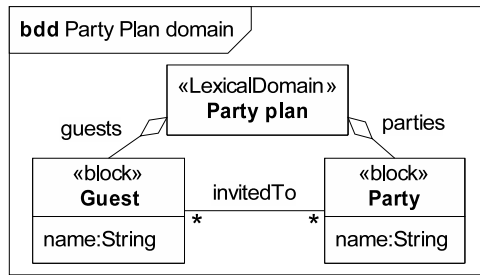 bdd Party Plan domain
«LexicalDomain»
Party plan
guests
parties
«block»
Guest
name:String
invitedTo
*
*
«block»
Party
name:String